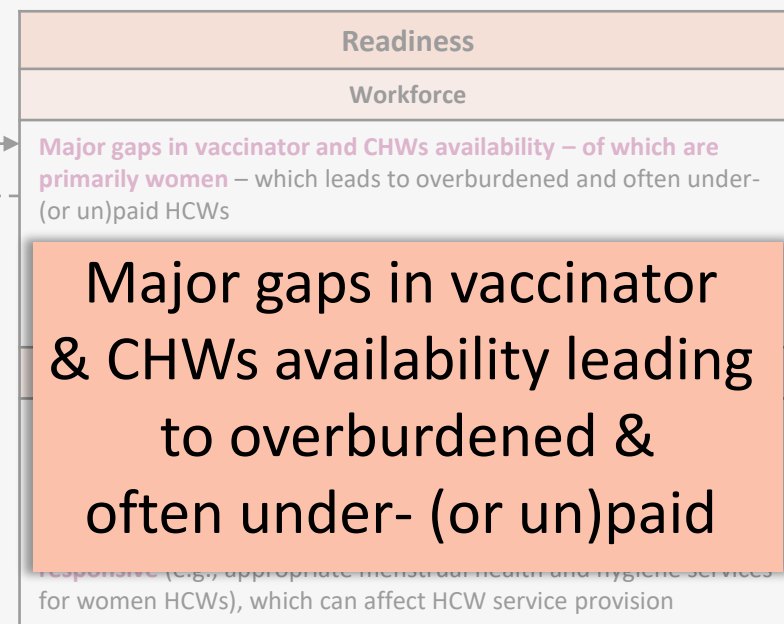 Readiness
Workforce
Major gaps in vaccinator and CHWs availability – of which are
primarily women – which leads to overburdened and often under-
(or un)paid HCWs
Major gaps in vaccinator
& CHWs availability leading
to overburdened &
often under- (or un)paid
responsive (e.g., appropriate menstrual health and hygiene services
for women HCWs), which can affect HCW service provision